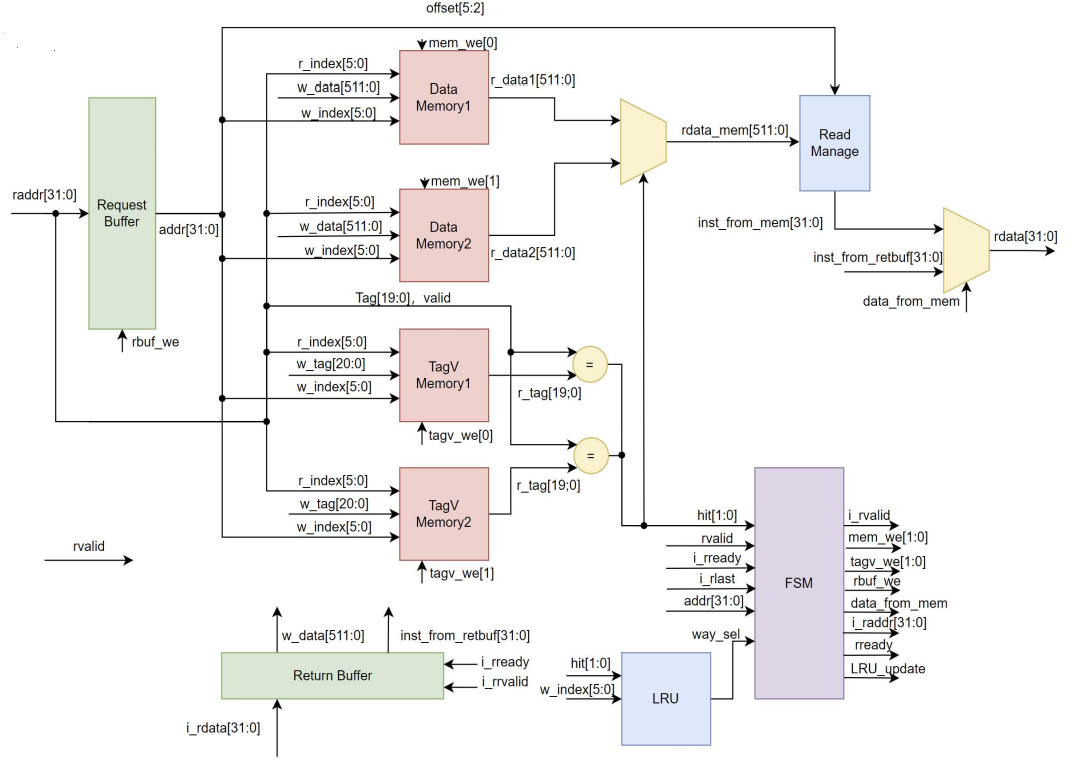 offset[5:2]
mem_we[0]
r_index[5:0]
w_data[511:0]
w_index[5:0]
Data
Memory1
r_data1[511:0]
rdata_mem[511:0]
Read
Manage
raddr[31:0]
Request
Buffer
addr[31:0]
rbuf_we
mem_we[1]
r_index[5:0]
w_data[511:0]
w_index[5:0]
Data
Memory2
r_data2[511:0]
inst_from_mem[31:0]
inst_from_retbuf[31:0]
data_from_mem
rdata[31:0]
Tag[19:0], valid
r_index[5:0]
w_tag[20:0]
w_index[5:0]
TagV
Memory1
tagv_we[0]
=
r_tag[19;0]
r_index[5:0]
w_tag[20:0]
w_index[5:0]
TagV
Memory2
tagv_we[1]
=
r_tag[19;0]
rvalid
hit[1:0]
rvalid
i_rready
i_rlast
addr[31:0]
way_sel
FSM
i_rvalid
mem_we[1:0]
tagv_we[1:0]
rbuf_we
data_from_mem
i_raddr[31:0]
rready
LRU_update
w_data[511:0]
inst_from_retbuf[31:0]
Return Buffer
i_rready
i_rrvalid
i_rdata[31:0]
hit[1:0]
w_index[5:0]
LRU